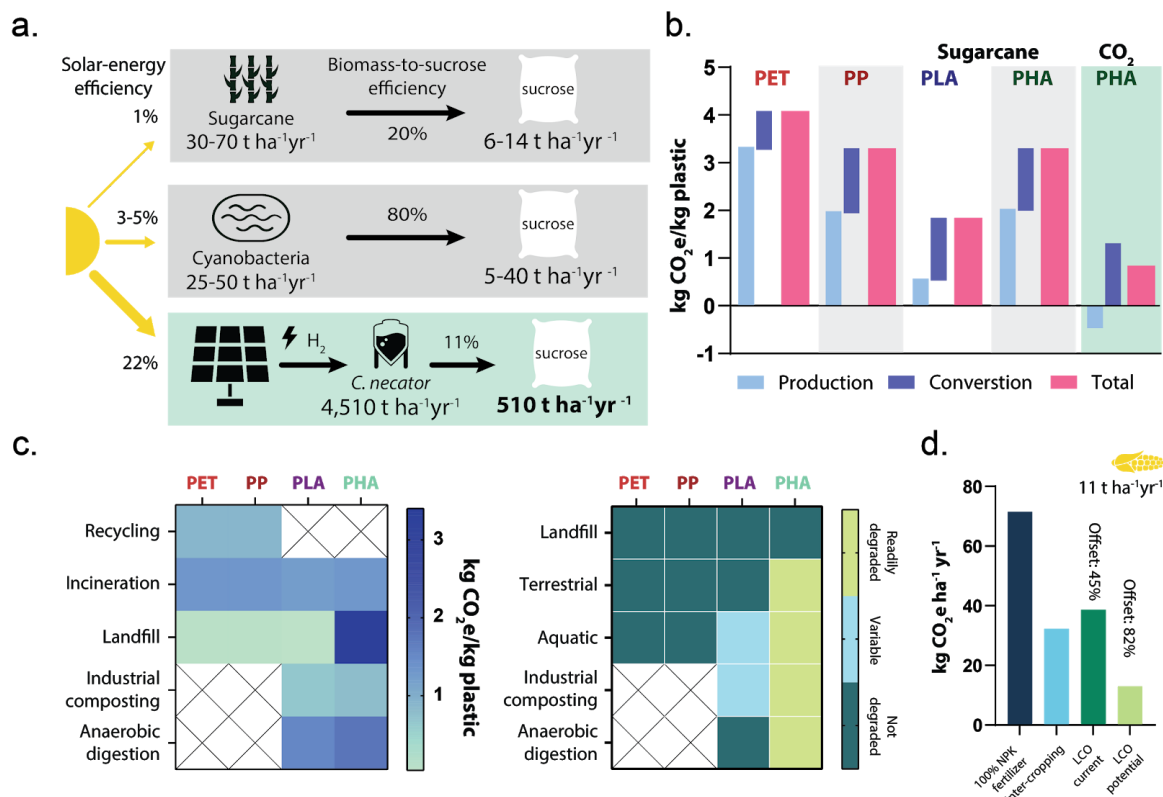 a.
Solar-energy
efficiency
1%
3-5%
22%
Biomass-to-sucrose
efficiency
Sugarcane
30-70 t ha⁻¹yr⁻¹
20%
sucrose
6-14 t ha⁻¹yr ⁻¹
Cyanobacteria
25-50 t ha⁻¹yr⁻¹
80%
sucrose
5-40 t ha⁻¹yr ⁻¹
H₂
C. necator
4,510 t ha⁻¹yr⁻¹
11%
sucrose
510 t ha⁻¹yr ⁻¹
b.
Sugarcane
CO₂
PET
PP
PLA
PHA
PHA
kg CO₂e/kg plastic
5
4
3
2
1
0
-1
Production
Converstion
Total
c.
PET
PP
PLA
PHA
Recycling
Incineration
Landfill
Industrial
composting
Anaerobic
digestion
3
2
1
kg CO₂e/kg plastic
PET
PP
PLA
PHA
Landfill
Terrestrial
Aquatic
Industrial
composting
Anaerobic
digestion
Readily
degraded
Variable
Not
degraded
d.
11 t ha⁻¹yr⁻¹
kg CO₂e ha⁻¹ yr⁻¹
80
60
40
20
0
Offset: 45%
Offset: 82%
100% NPK
fertilizer
nter-cropping
LCO
current
LCO
potential